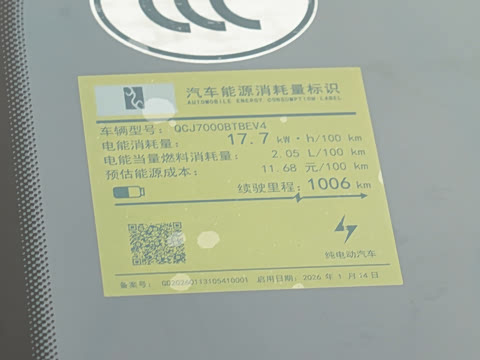 CCC
汽车能源消耗量标识
AUTOMOBILE ENERGY CONSUMPTION LABEL
车辆型号： QCJ7000BTBEV4
电能消耗量： 17.7 kW·h/100 km
电能当量燃料消耗量： 2.05 L/100 km
预估能源成本： 11.68 元/100 km
续驶里程：1006 km
纯电动汽车
备案号： 启用日期：2026 年 1 月 14 日